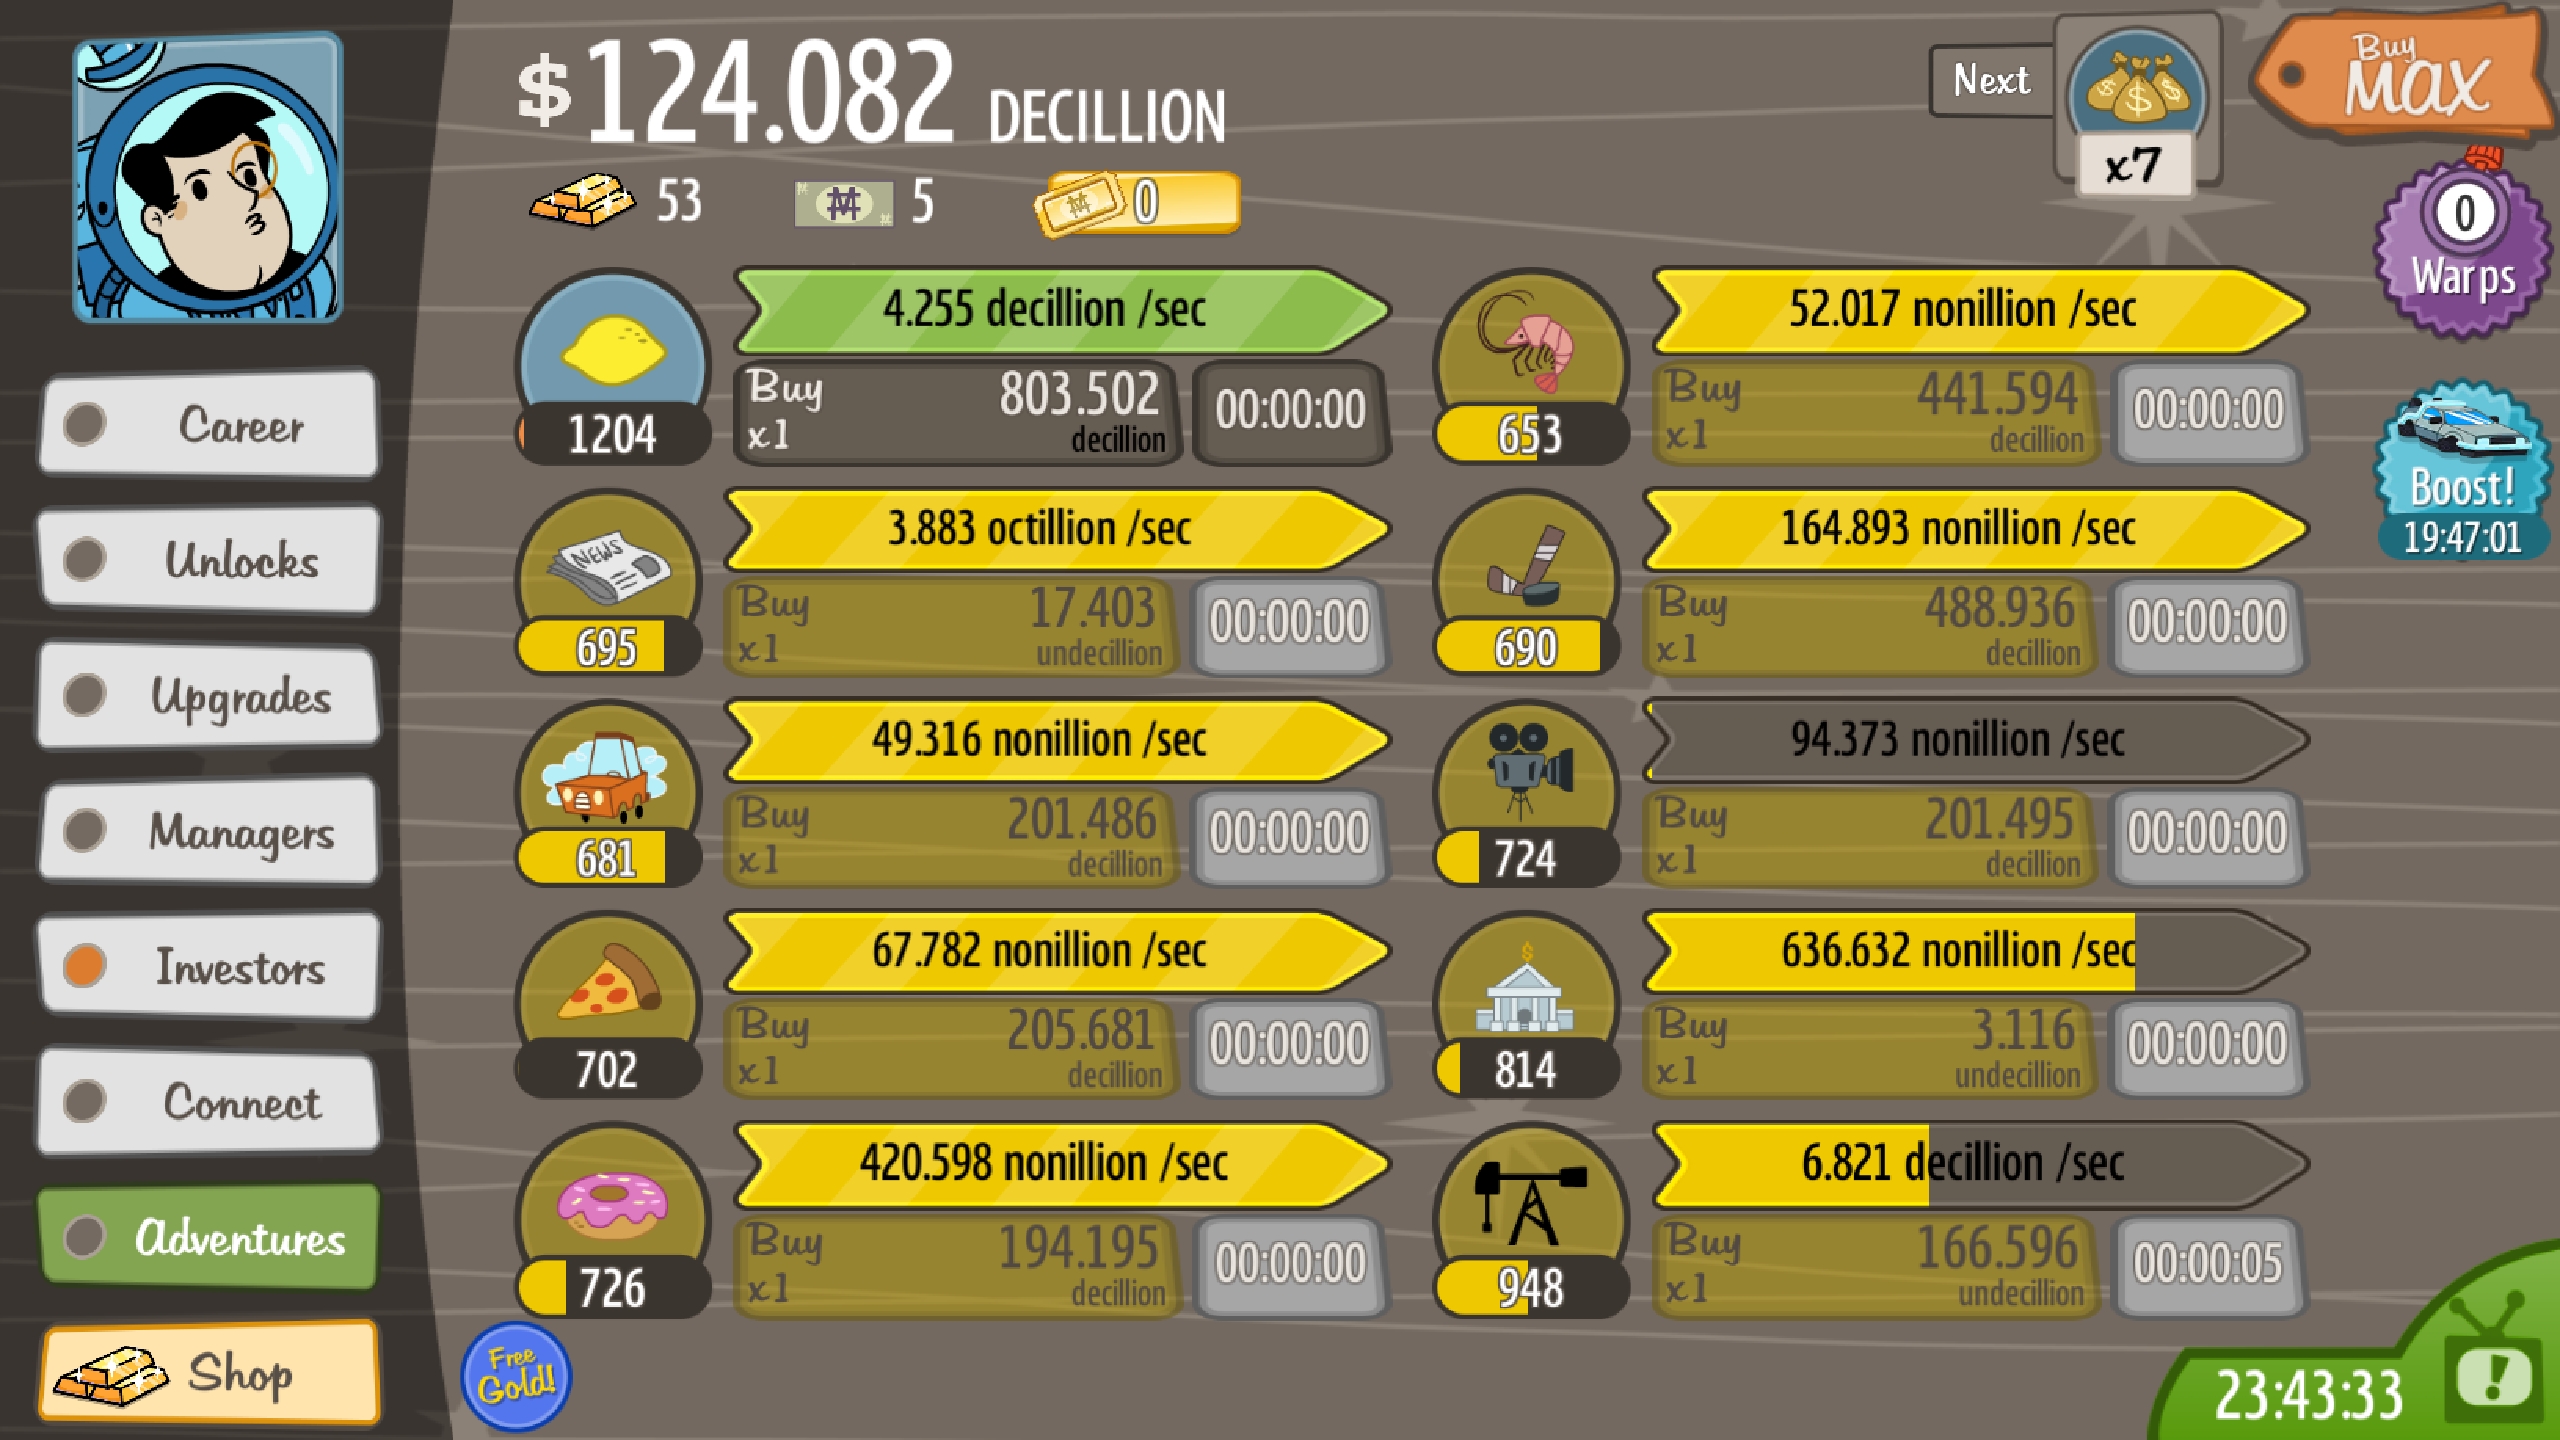 $124.082 DECILLION
Next
x7
Buy
MAX
53
5
0
0
Warps
Boost!
19:47:01
Career
Unlocks
Upgrades
Managers
Investors
Connect
Adventures
Shop
4.255 decillion /sec
1204
Buy
x1
803.502
decillion
00:00:00
NEWS
3.883 octillion /sec
695
Buy
x1
17.403
undecillion
00:00:00
49.316 nonillion /sec
681
Buy
x1
201.486
decillion
00:00:00
67.782 nonillion /sec
702
Buy
x1
205.681
decillion
00:00:00
420.598 nonillion /sec
726
Buy
x1
194.195
decillion
00:00:00
52.017 nonillion /sec
653
Buy
x1
441.594
decillion
00:00:00
164.893 nonillion /sec
690
Buy
x1
488.936
decillion
00:00:00
94.373 nonillion /sec
724
Buy
x1
201.495
decillion
00:00:00
636.632 nonillion /sec
814
Buy
x1
3.116
undecillion
00:00:00
6.821 decillion /sec
948
Buy
x1
166.596
undecillion
00:00:05
Free
Gold!
23:43:33
!